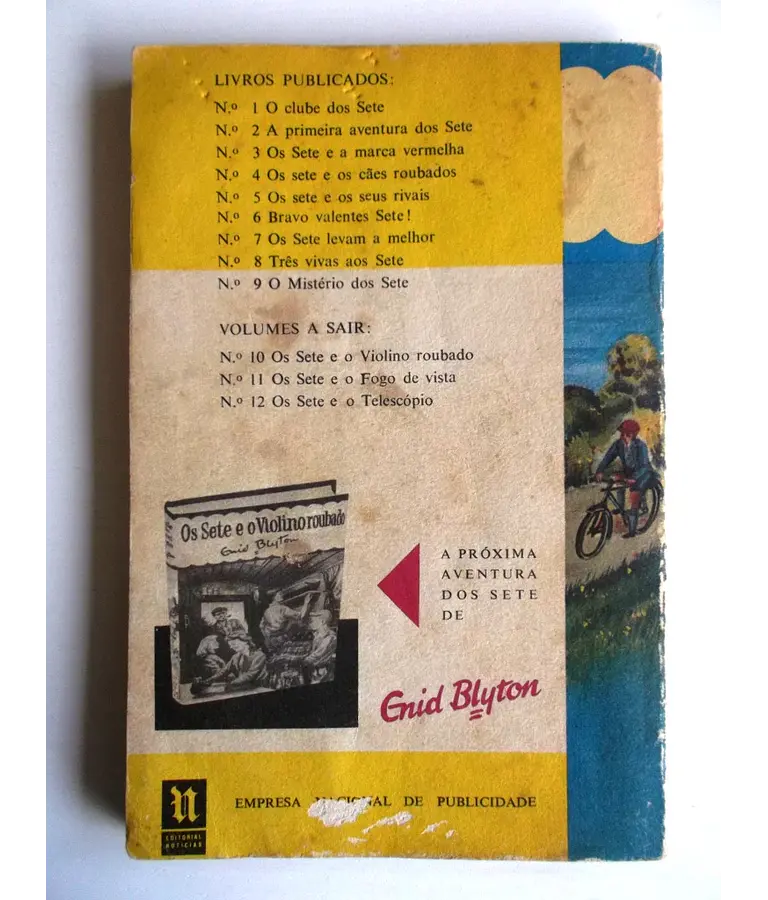 LIVROS PUBLICADOS:
N.º 1 O clube dos Sete
N.º 2 A primeira aventura dos Sete
N.º 3 Os Sete e a marca vermelha
N.º 4 Os sete e os cães roubados
N.º 5 Os sete e os seus rivais
N.º 6 Bravo valentes Sete!
N.º 7 Os Sete levam a melhor
N.º 8 Três vivas aos Sete
N.º 9 O Mistério dos Sete
VOLUMES A SAIR:
N.º 10 Os Sete e o Violino roubado
N.º 11 Os Sete e o Fogo de vista
N.º 12 Os Sete e o Telescópio
Os Sete e o Violino roubado
Enid Blyton
A PRÓXIMA
AVENTURA
DOS SETE
DE
Enid Blyton
N
EDITORIAL
NOTICIAS
EMPRESA NACIONAL DE PUBLICIDADE